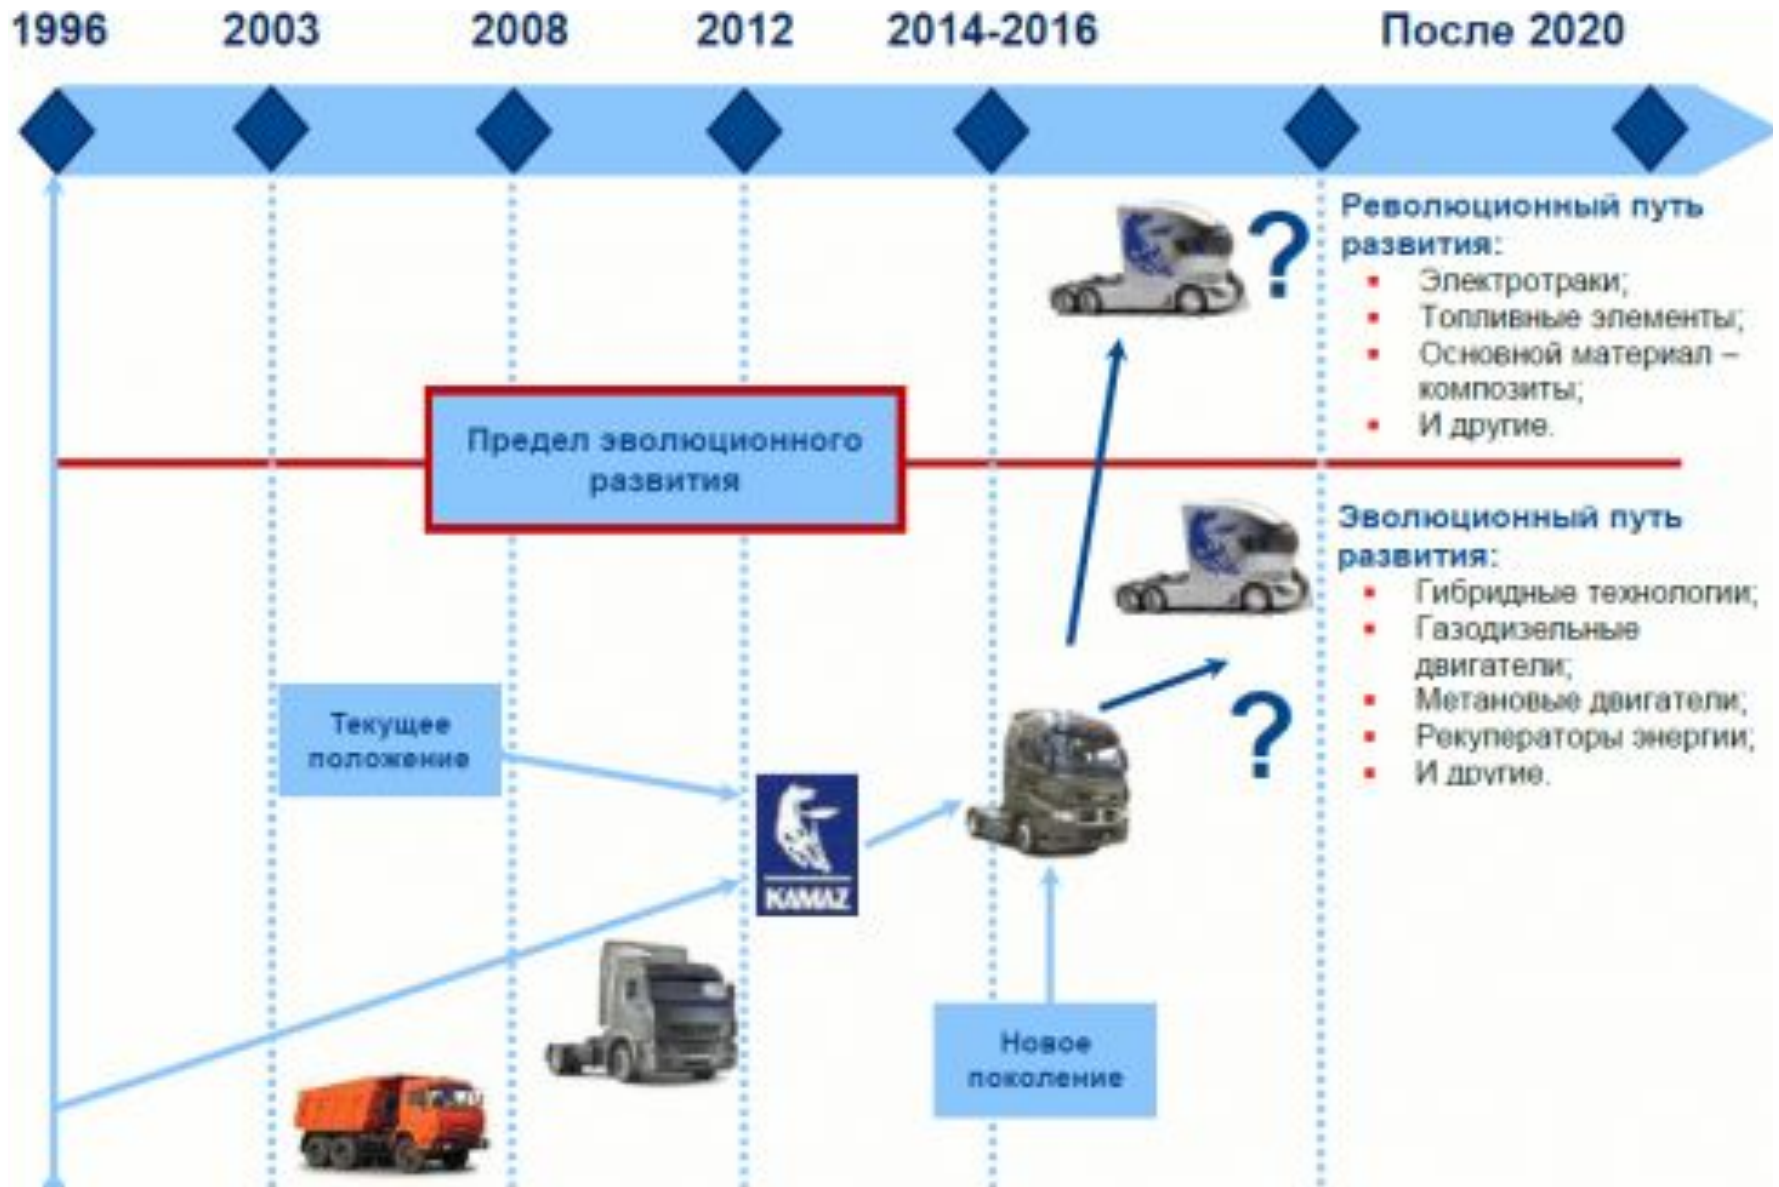 1996 2003 2008 2012 2014-2016 После 2020
Революционный путь
развития:
Электротраки;
Топливные элементы;
Основной материал –
композиты;
И другие.
Предел эволюционного
развития
Эволюционный путь
развития:
Гибридные технологии;
Газодизельные
двигатели;
Метановые двигатели;
Рекуператоры энергии;
И другие.
?
?
Текущее
положение
KAMAZ
Новое
поколение